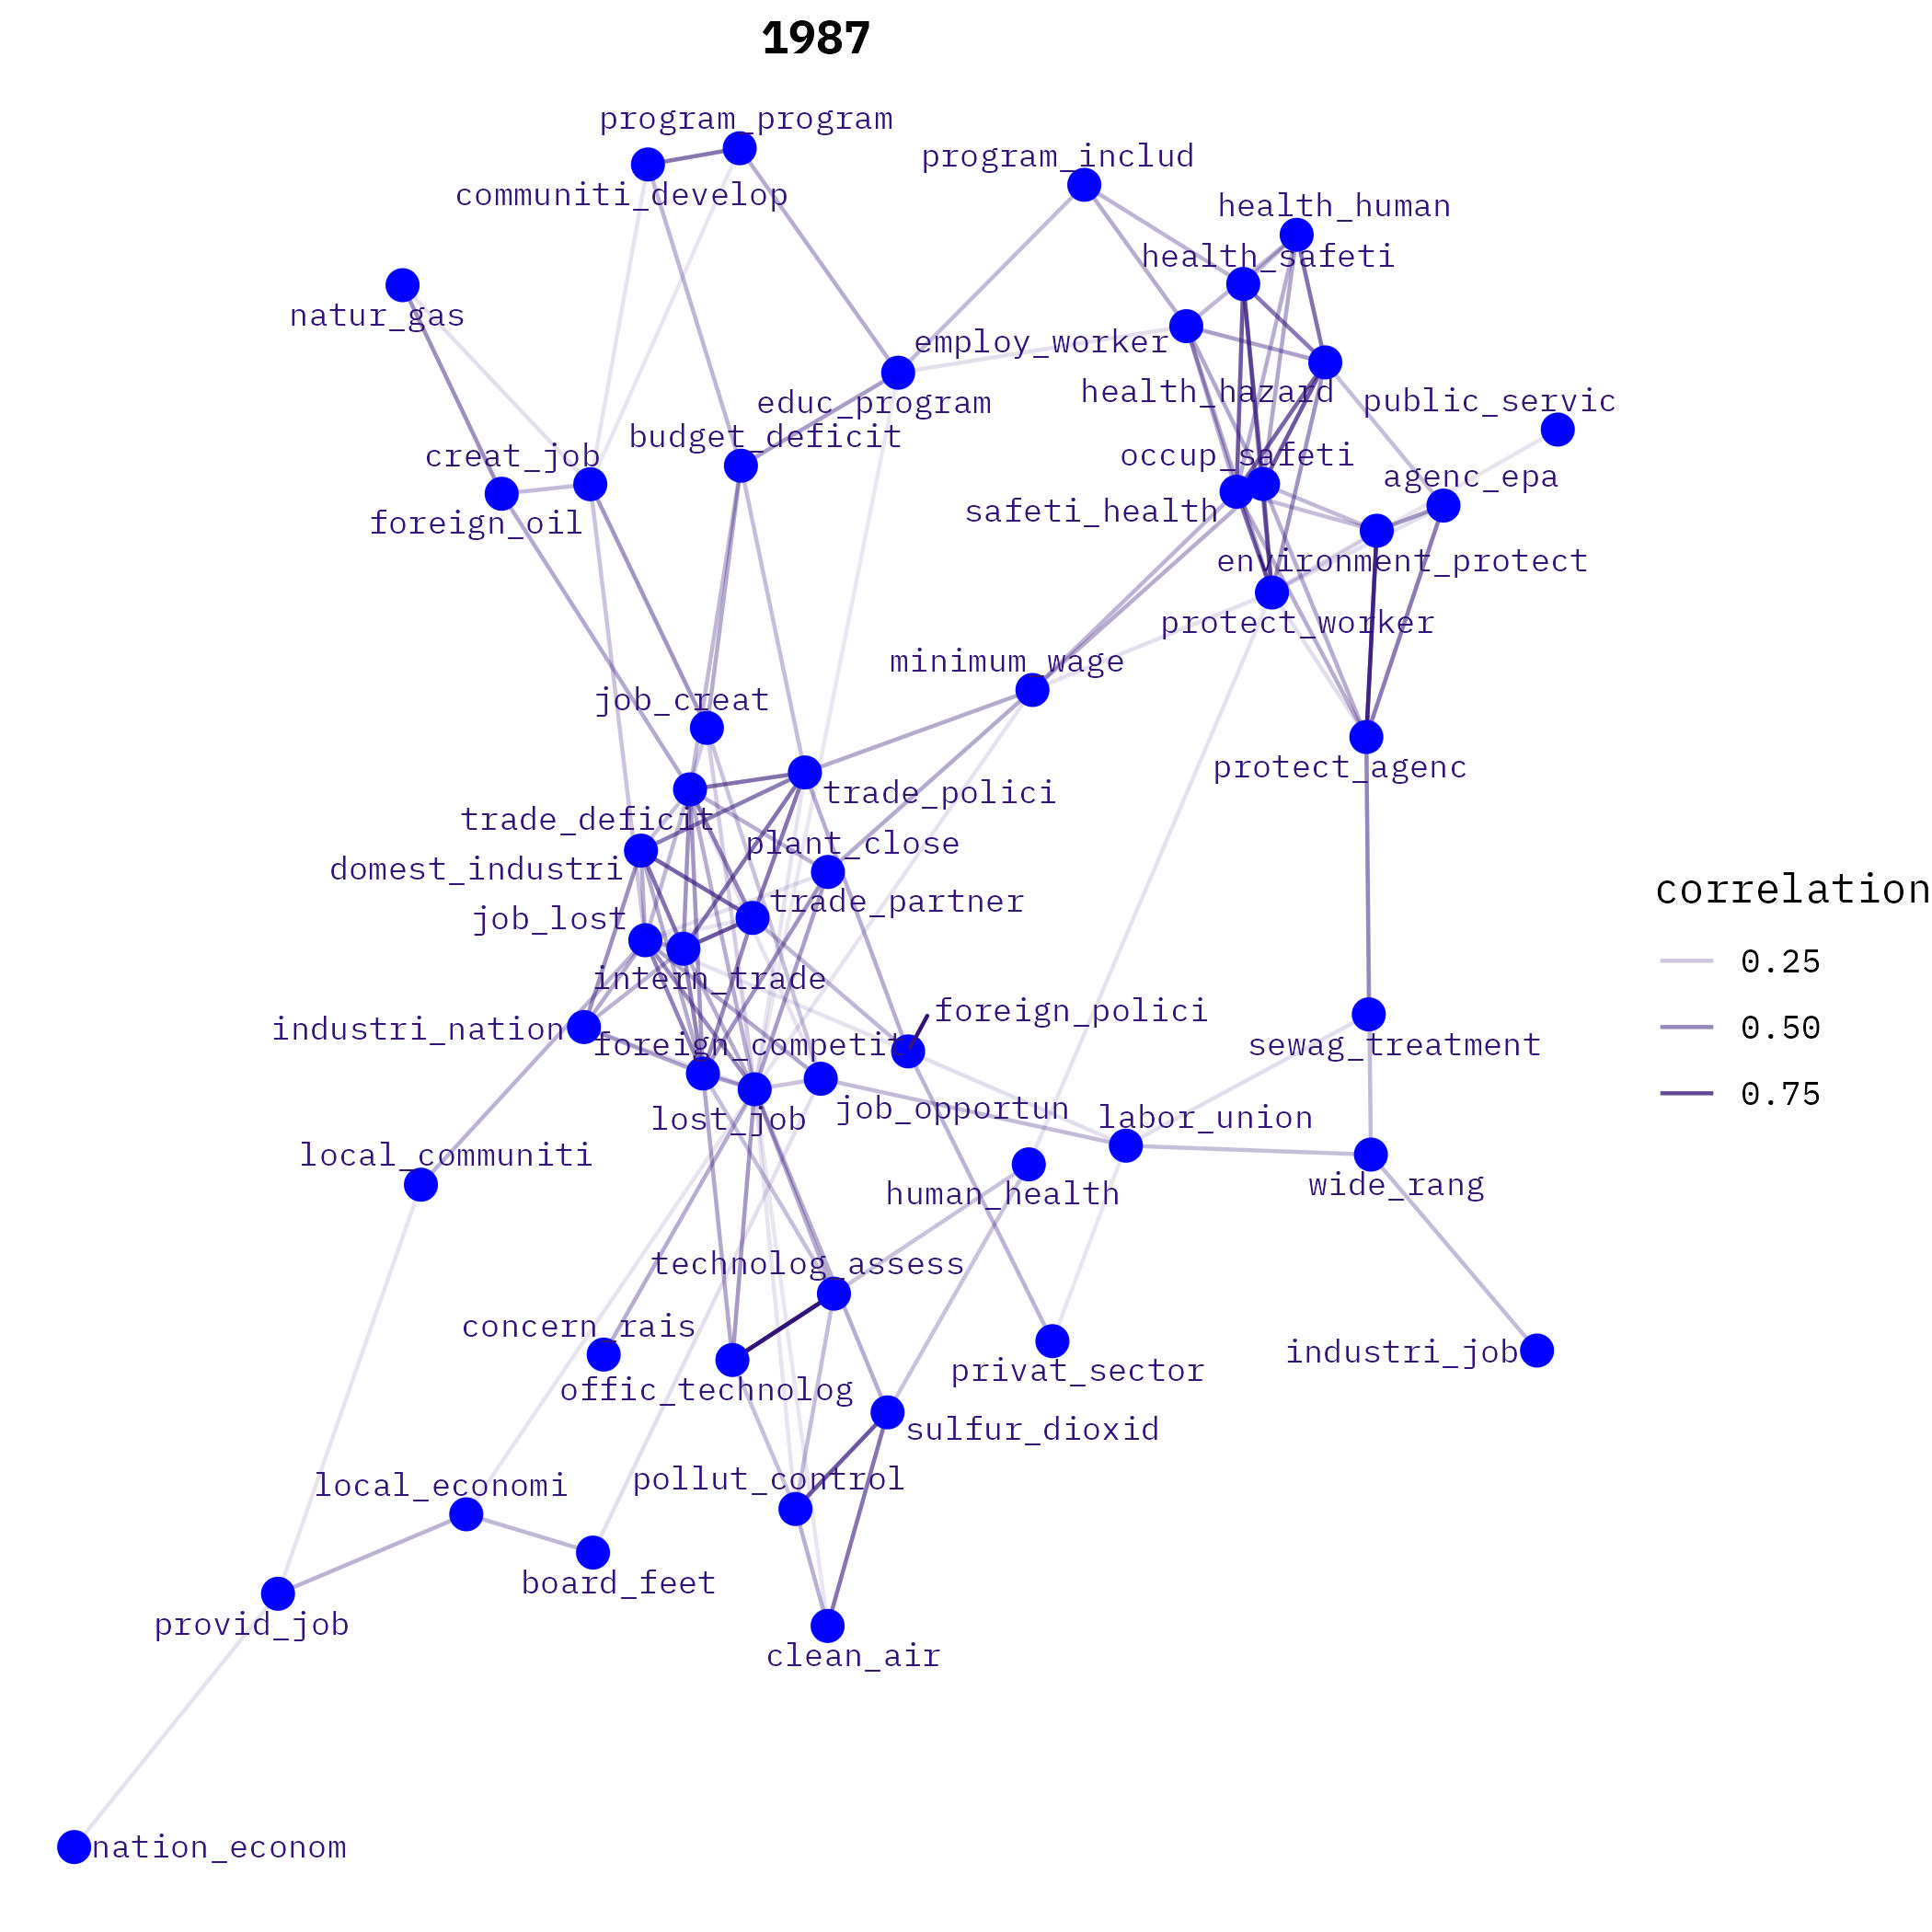 1987
program_program
program_includ
communiti_develop
health_human
health_safeti
natur_gas
employ_worker
health_hazard
public_servic
educ_program
budget_deficit
creat_job
occup_safeti
agenc_epa
safeti_health
foreign_oil
environment_protect
protect_worker
minimum_wage
job_creat
protect_agenc
trade_polici
trade_deficit
plant_close
domest_industri
correlation
trade_partner
job_lost
0.25
intern_trade
foreign_polici
industri_nation
0.50
foreign_competit
sewag_treatment
0.75
job_opportun
labor_union
lost_job
local_communiti
wide_rang
human_health
technolog_assess
concern_rais
industri_job
privat_sector
offic_technolog
sulfur_dioxid
pollut_control
local_economi
board_feet
provid_job
clean_air
nation_econom